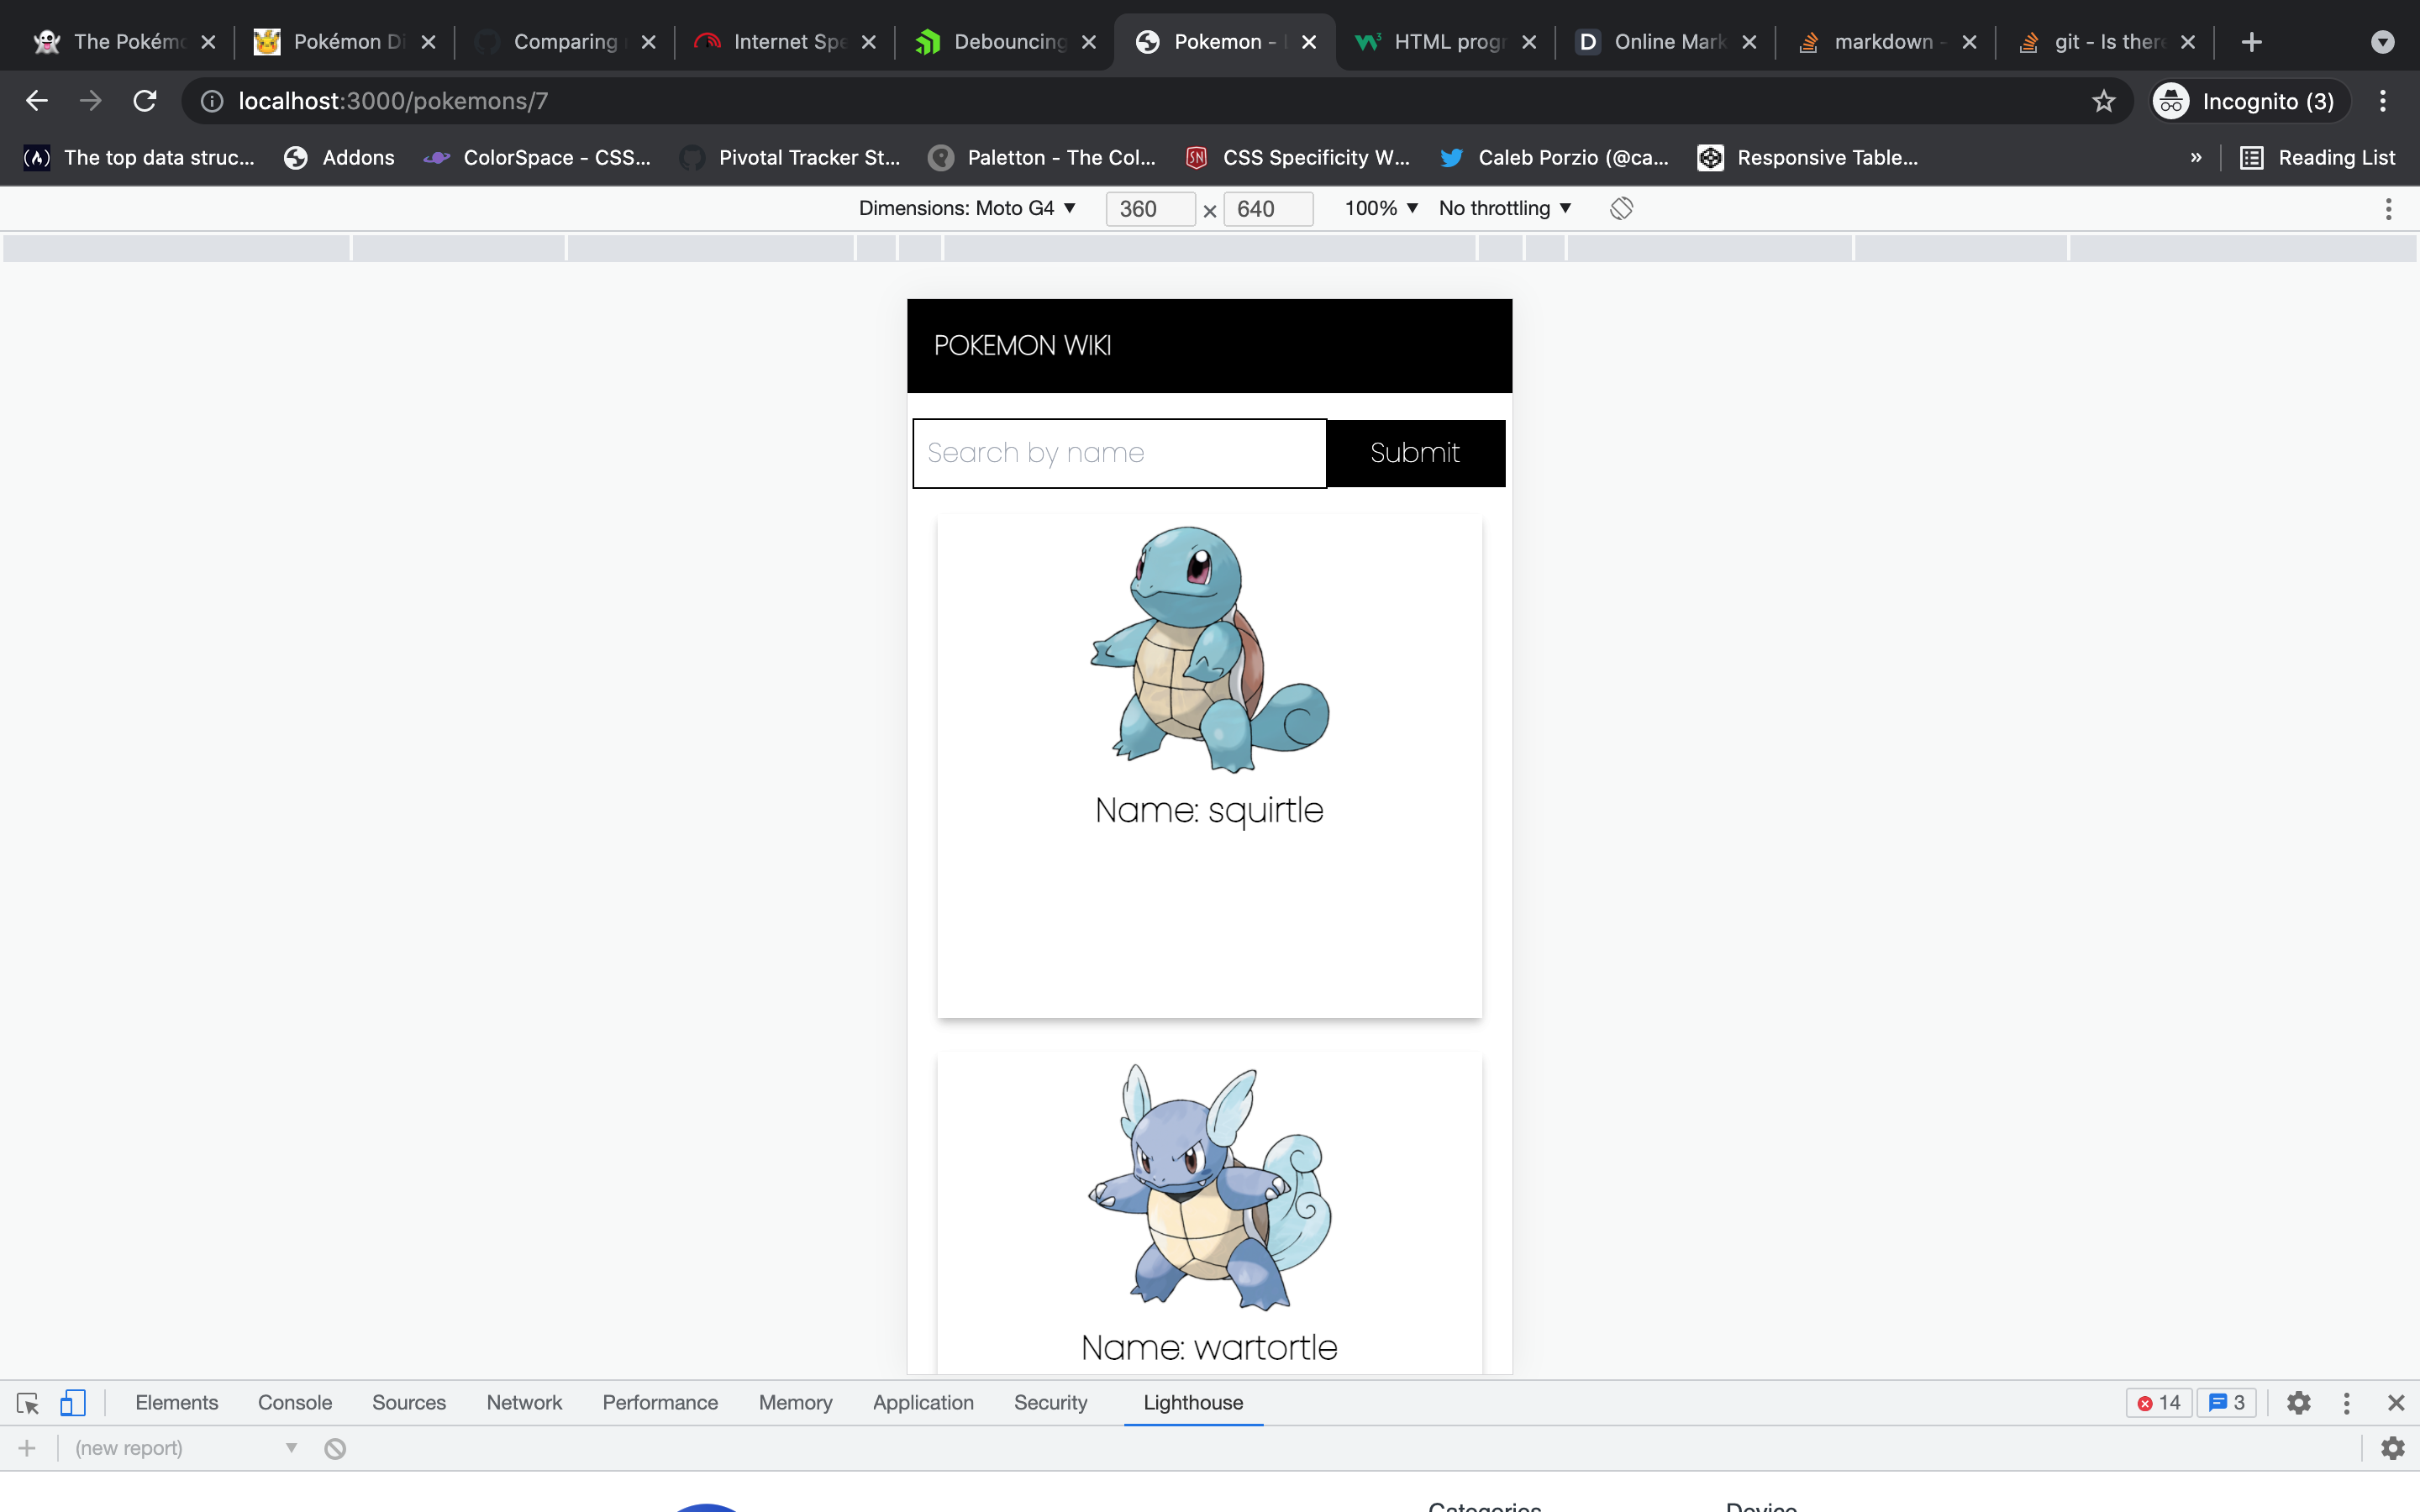 The Pokém
Pokémon Di
Comparing
Internet Spe
Debouncing
Pokemon -
HTML progr
Online Mark
markdown -
git - Is there
localhost:3000/pokemons/7
Incognito (3)
The top data struc...
Addons
ColorSpace - CSS...
Pivotal Tracker St...
Paletton - The Col...
CSS Specificity W...
Caleb Porzio (@ca...
Responsive Table...
»
Reading List
Dimensions: Moto G4
360 × 640
100%
No throttling
POKEMON WIKI
Search by name
Submit
Name: squirtle
Name: wartortle
Elements
Console
Sources
Network
Performance
Memory
Application
Security
Lighthouse
14
3
(new report)
Categories
Device